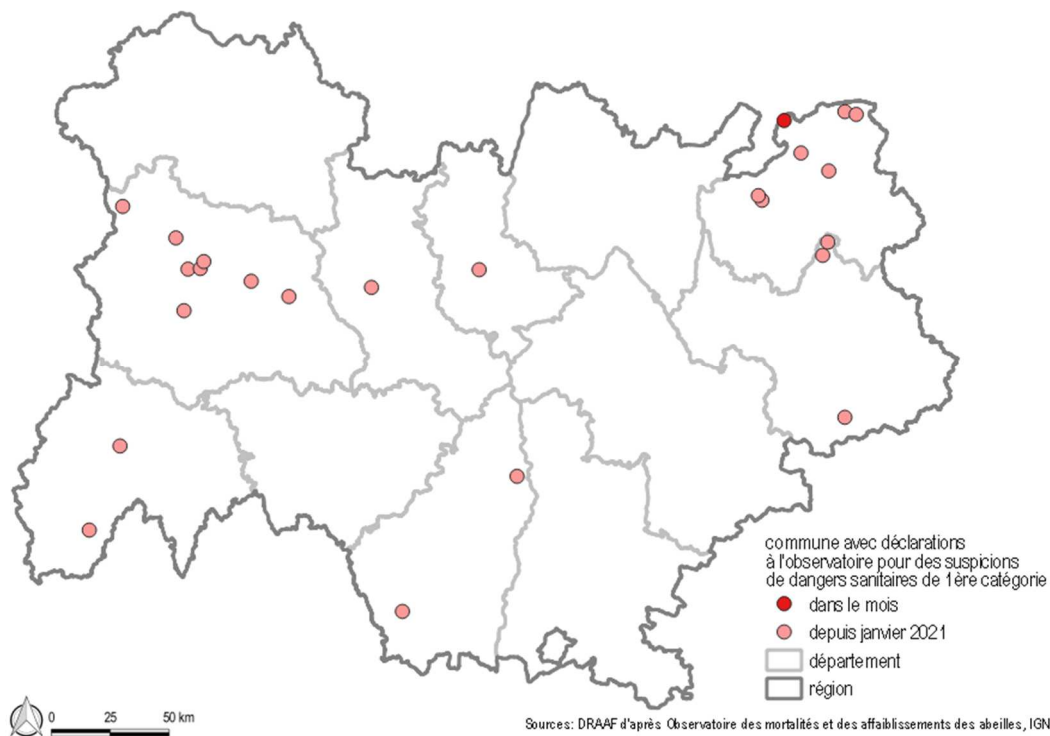 commune avec déclarations
à l'observatoire pour des suspicions
de dangers sanitaires de 1ère catégorie
dans le mois
depuis janvier 2021
département
région
0 25 50 km
Sources: DRAAF d'après Observatoire des mortalités et des affaiblissements des abeilles, IGN